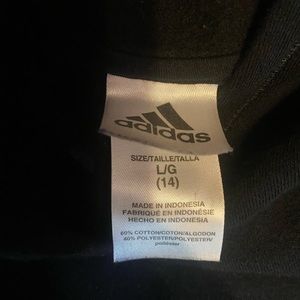 adidas
SIZE/TAILLE/TALLA
L/G
(14)
MADE IN INDONESIA
FABRIQUÉ EN INDONÉSIE
HECHO EN INDONESIA
60% COTTON/COTON/ALGODON
40% POLYESTER/POLYESTER/
poliéster